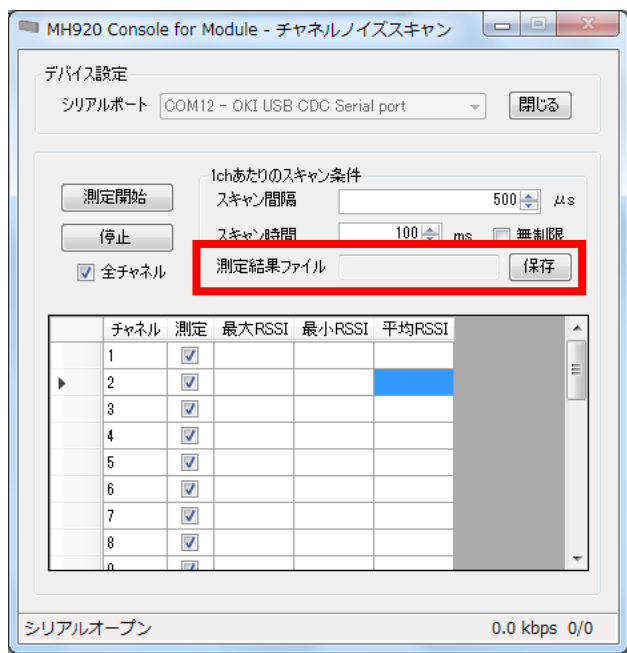 MH920 Console for Module - チャネルノイズスキャン
デバイス設定
シリアルポート COM12 - OKI USB CDC Serial port 閉じる
1chあたりのスキャン条件
測定開始 スキャン間隔 500 μs
停止 スキャン時間 100 ms 無制限
全チャネル 測定結果ファイル 保存
チャネル 測定 最大RSSI 最小RSSI 平均RSSI
1
2
3
4
5
6
7
8
9
シリアルオープン 0.0 kbps 0/0